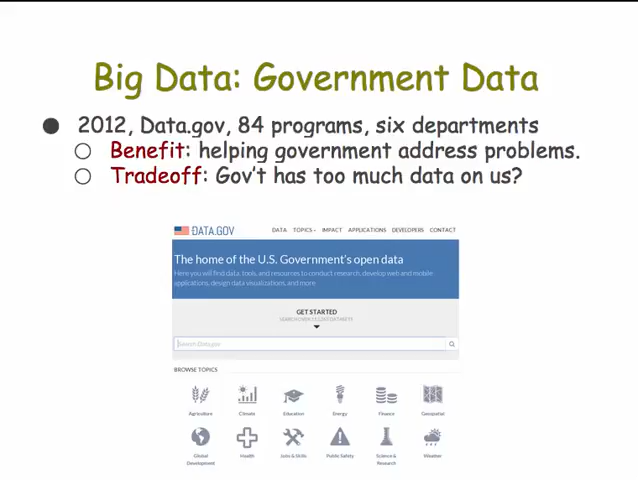 Big Data: Government Data
● 2012, Data.gov, 84 programs, six departments
○ Benefit: helping government address problems.
○ Tradeoff: Gov't has too much data on us?
DATA.GOV DATA TOPICS IMPACT APPLICATIONS DEVELOPERS CONTACT
The home of the U.S. Government's open data
Here you will find data, tools, and resources to conduct research, develop web and mobile
applications, design data visualizations, and more
GET STARTED
Search Data.gov
BROWSE TOPICS
Agriculture Climate Education Energy Finance Geospatial
Global Development Health Jobs & Skills Public Safety Science & Research Weather